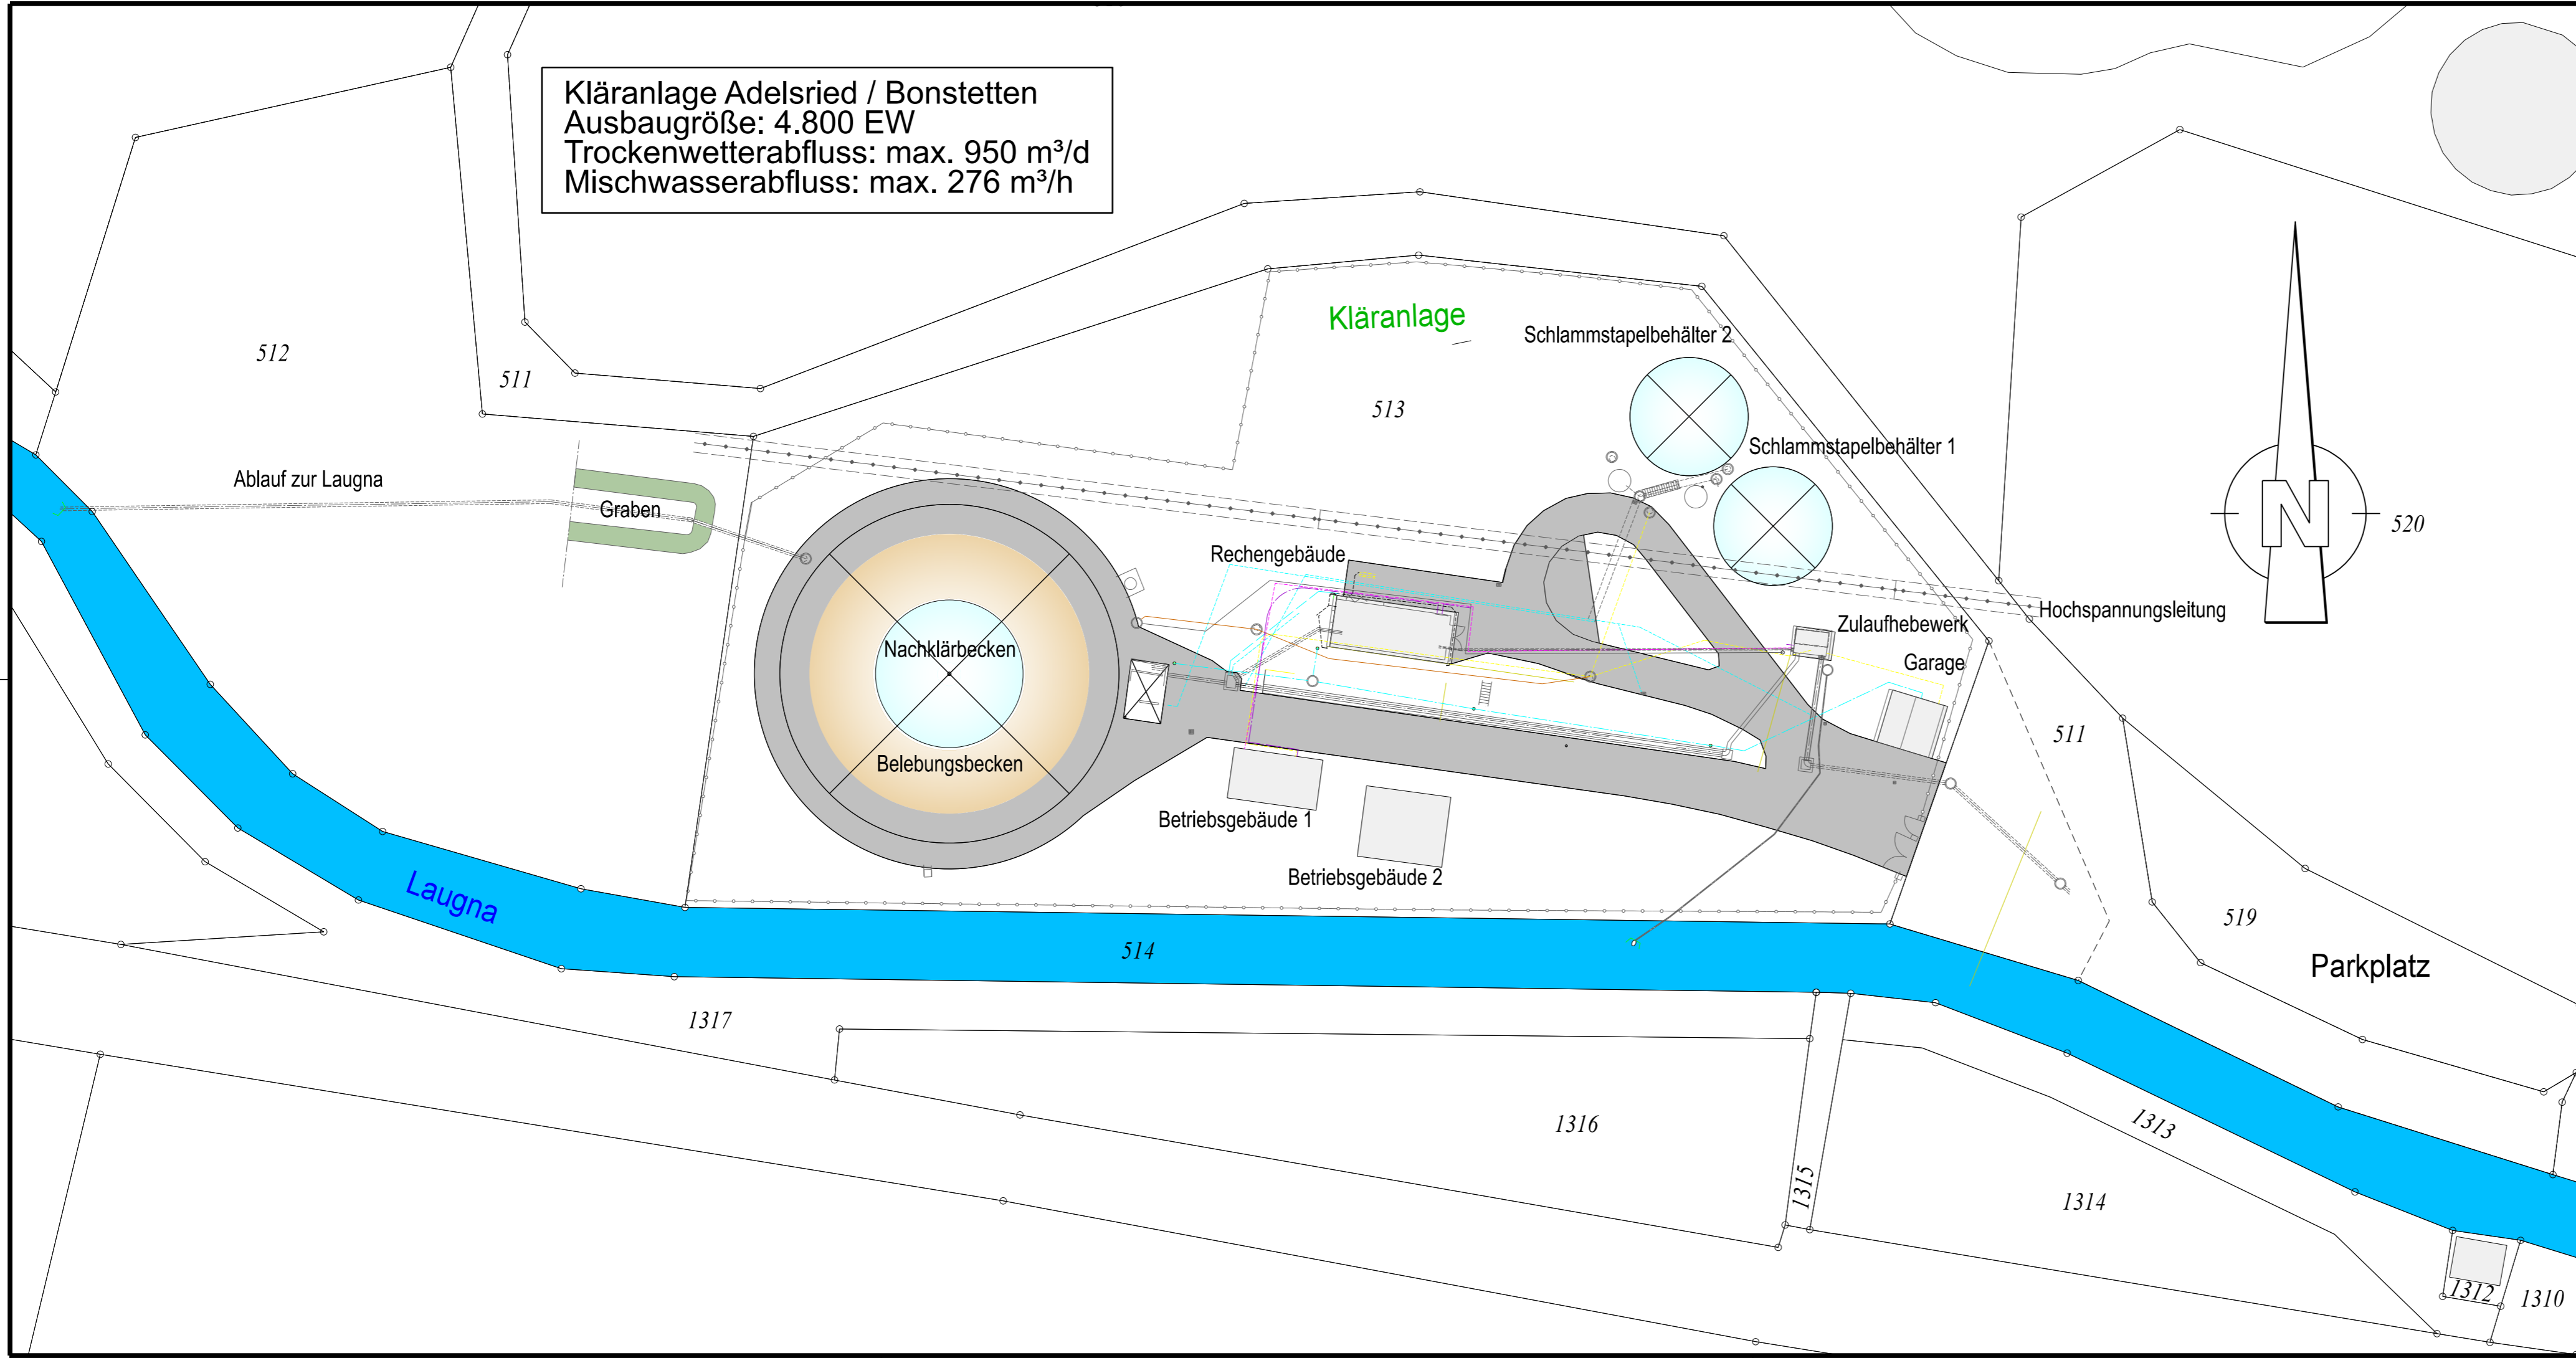 Kläranlage Adelsried / Bonstetten
Ausbaugröße: 4.800 EW
Trockenwetterabfluss: max. 950 m³/d
Mischwasserabfluss: max. 276 m³/h
Kläranlage
Schlammstapelbehälter 2
512
511
513
Schlammstapelbehälter 1
Ablauf zur Laugna
Graben
N
520
Rechengebäude
Hochspannungsleitung
Zulaufhebewerk
Nachklärbecken
Garage
511
Belebungsbecken
Betriebsgebäude 1
Betriebsgebäude 2
Laugna
519
514
Parkplatz
1317
1316
1313
1315
1314
1312
1310